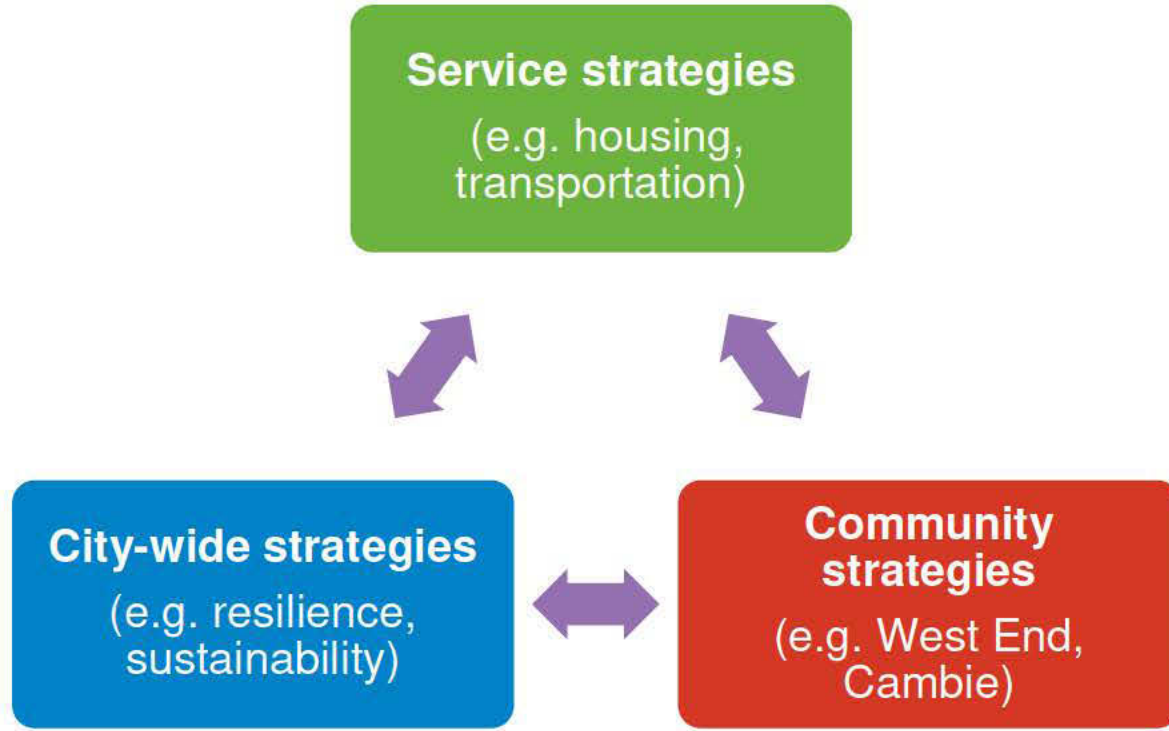 Service strategies
(e.g. housing,
transportation)
City-wide strategies
(e.g. resilience,
sustainability)
Community
strategies
(e.g. West End,
Cambie)